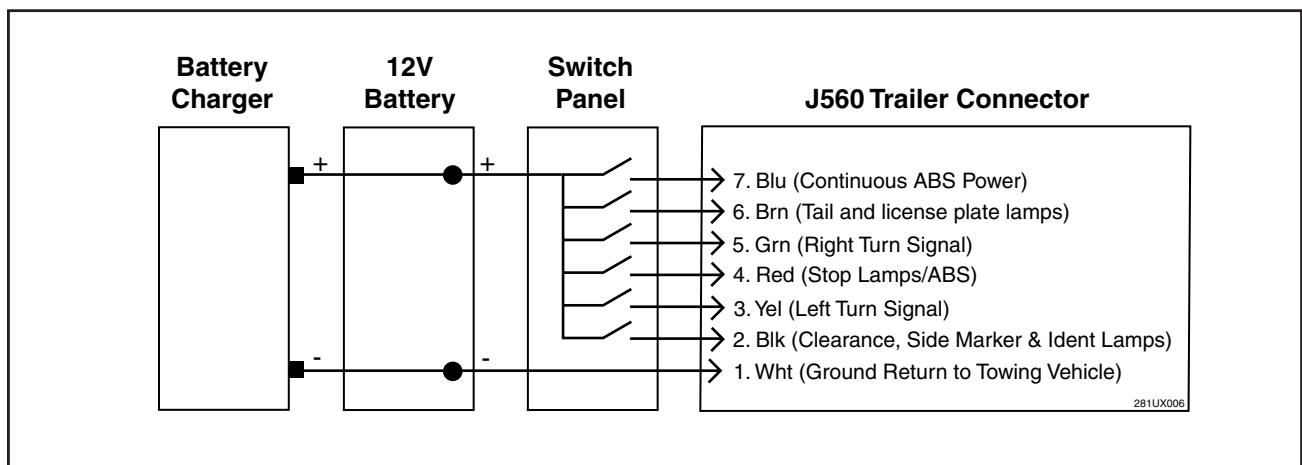 Battery
Charger
12V
Battery
Switch
Panel
J560 Trailer Connector
+
+
7. Blu (Continuous ABS Power)
6. Brn (Tail and license plate lamps)
5. Grn (Right Turn Signal)
4. Red (Stop Lamps/ABS)
3. Yel (Left Turn Signal)
2. Blk (Clearance, Side Marker & Ident Lamps)
-
-
1. Wht (Ground Return to Towing Vehicle)
281UX006